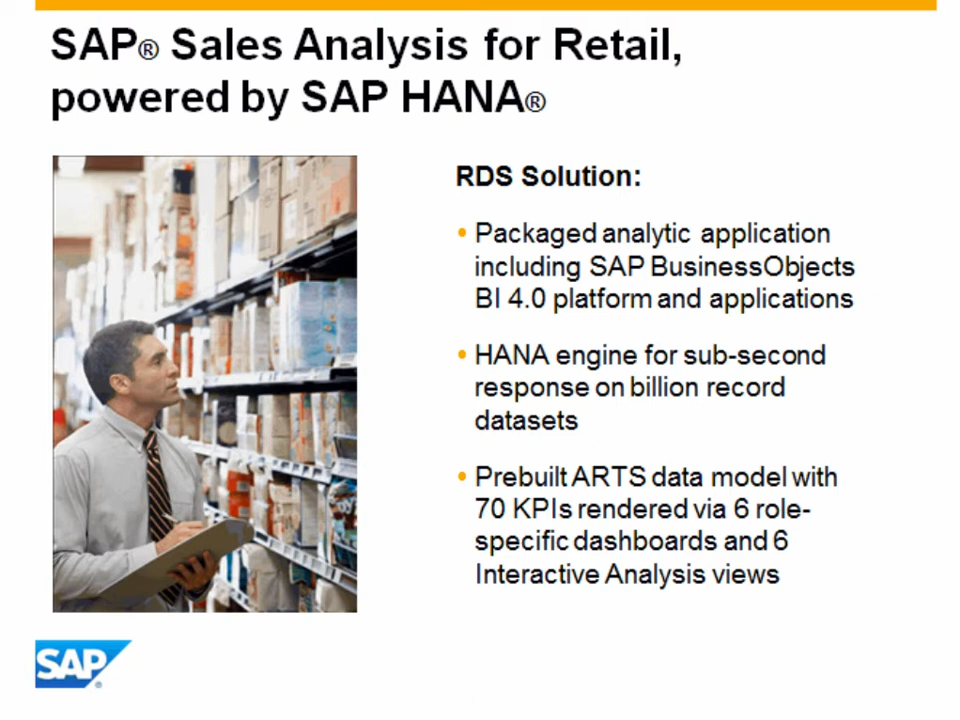 SAP® Sales Analysis for Retail,
powered by SAP HANA®
RDS Solution:
• Packaged analytic application
including SAP BusinessObjects
BI 4.0 platform and applications
• HANA engine for sub-second
response on billion record
datasets
• Prebuilt ARTS data model with
70 KPIs rendered via 6 role-
specific dashboards and 6
Interactive Analysis views
SAP®